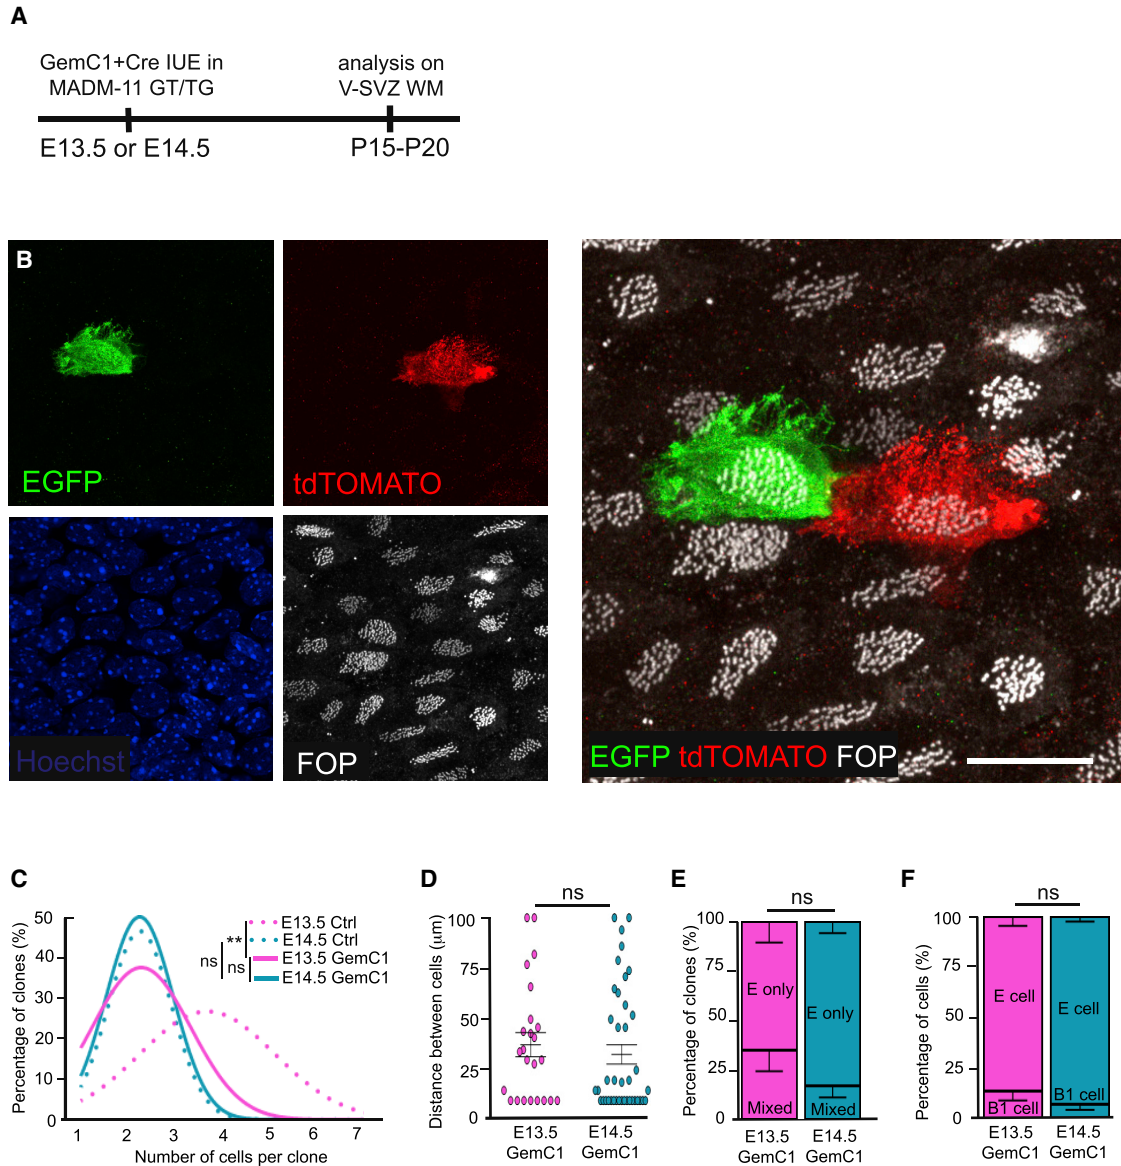 A
GemC1+Cre IUE in
MADM-11 GT/TG
analysis on
V-SVZ WM
E13.5 or E14.5
P15-P20
B
EGFP
tdTOMATO
Hoechst
FOP
EGFP tdTOMATO FOP
C
Percentage of clones (%)
50
40
30
20
10
0
1 2 3 4 5 6 7
Number of cells per clone
E13.5 Ctrl
E14.5 Ctrl
E13.5 GemC1
E14.5 GemC1
**
ns
ns
D
ns
Distance between cells (μm)
100
75
50
25
0
E13.5
GemC1
E14.5
GemC1
E
ns
Percentage of clones (%)
100
75
50
25
0
E only
E only
Mixed
Mixed
E13.5
GemC1
E14.5
GemC1
F
ns
Percentage of cells (%)
100
75
50
25
0
E cell
E cell
B1 cell
B1 cell
E13.5
GemC1
E14.5
GemC1